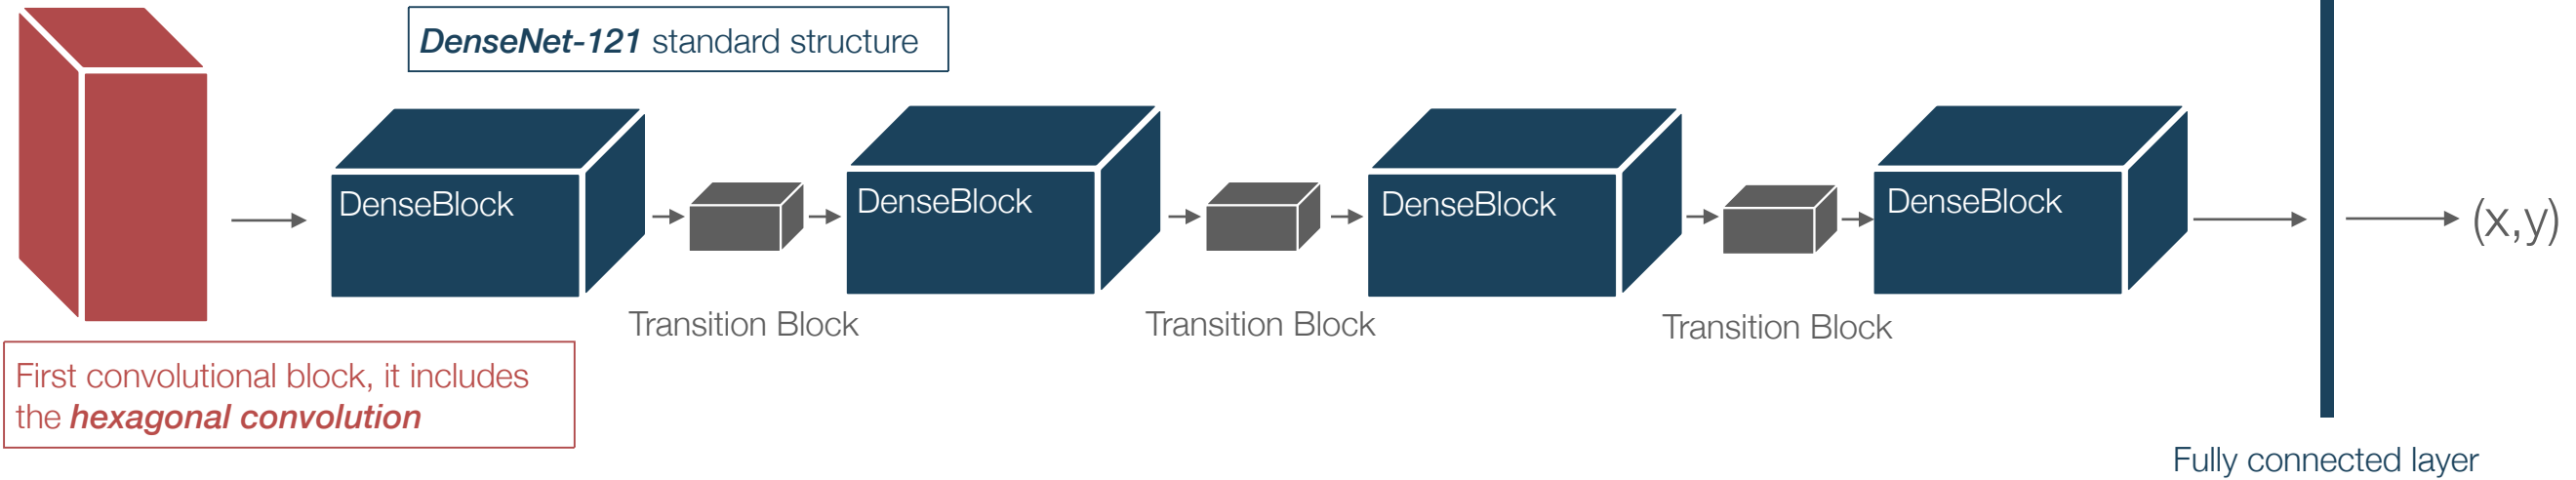 DenseNet-121 standard structure
DenseBlock
DenseBlock
DenseBlock
DenseBlock
(x,y)
Transition Block
Transition Block
Transition Block
First convolutional block, it includes
the hexagonal convolution
Fully connected layer